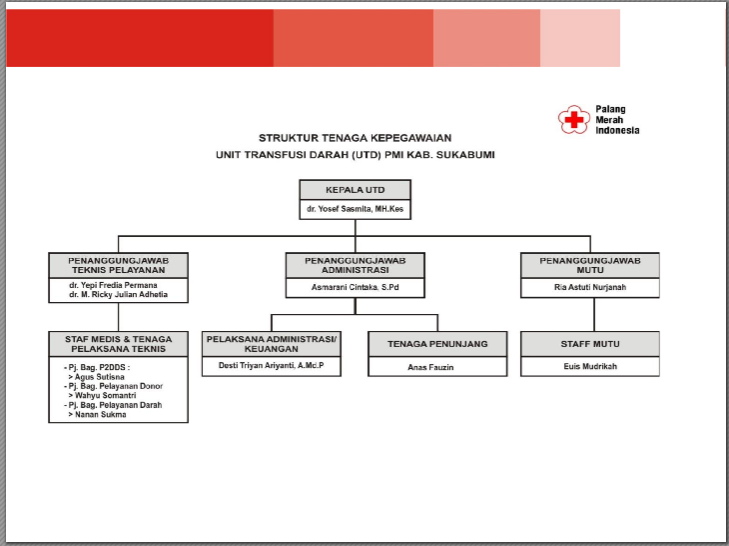 Palang
Merah
Indonesia
STRUKTUR TENAGA KEPEGAWAIAN
UNIT TRANSFUSI DARAH (UTD) PMI KAB. SUKABUMI
KEPALA UTD
dr. Yosef Sasmita, MH.Kes
PENANGGUNGJAWAB
TEKNIS PELAYANAN
dr. Yepi Fredia Permana
dr. M. Ricky Julian Adhetia
PENANGGUNGJAWAB
ADMINISTRASI
Asmarani Cintaka, S.Pd
PENANGGUNGJAWAB
MUTU
Ria Astuti Nurjanah
STAF MEDIS & TENAGA
PELAKSANA TEKNIS
- Pj. Bag. P2DDS :
> Agus Sutisna
- Pj. Bag. Pelayanan Donor
> Wahyu Somantri
- Pj. Bag. Pelayanan Darah
> Nanan Sukma
PELAKSANA ADMINISTRASI/
KEUANGAN
Desti Triyan Ariyanti, A.Md.P
TENAGA PENUNJANG
Anas Fauzin
STAFF MUTU
Euis Mudrikah